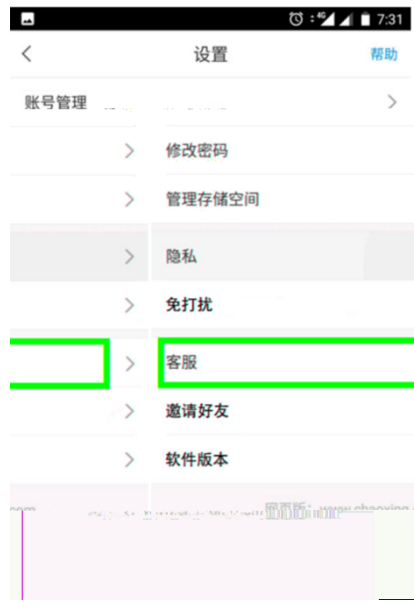 4G 7:31
设置 帮助
账号管理
修改密码
管理存储空间
隐私
免打扰
客服
邀请好友
软件版本